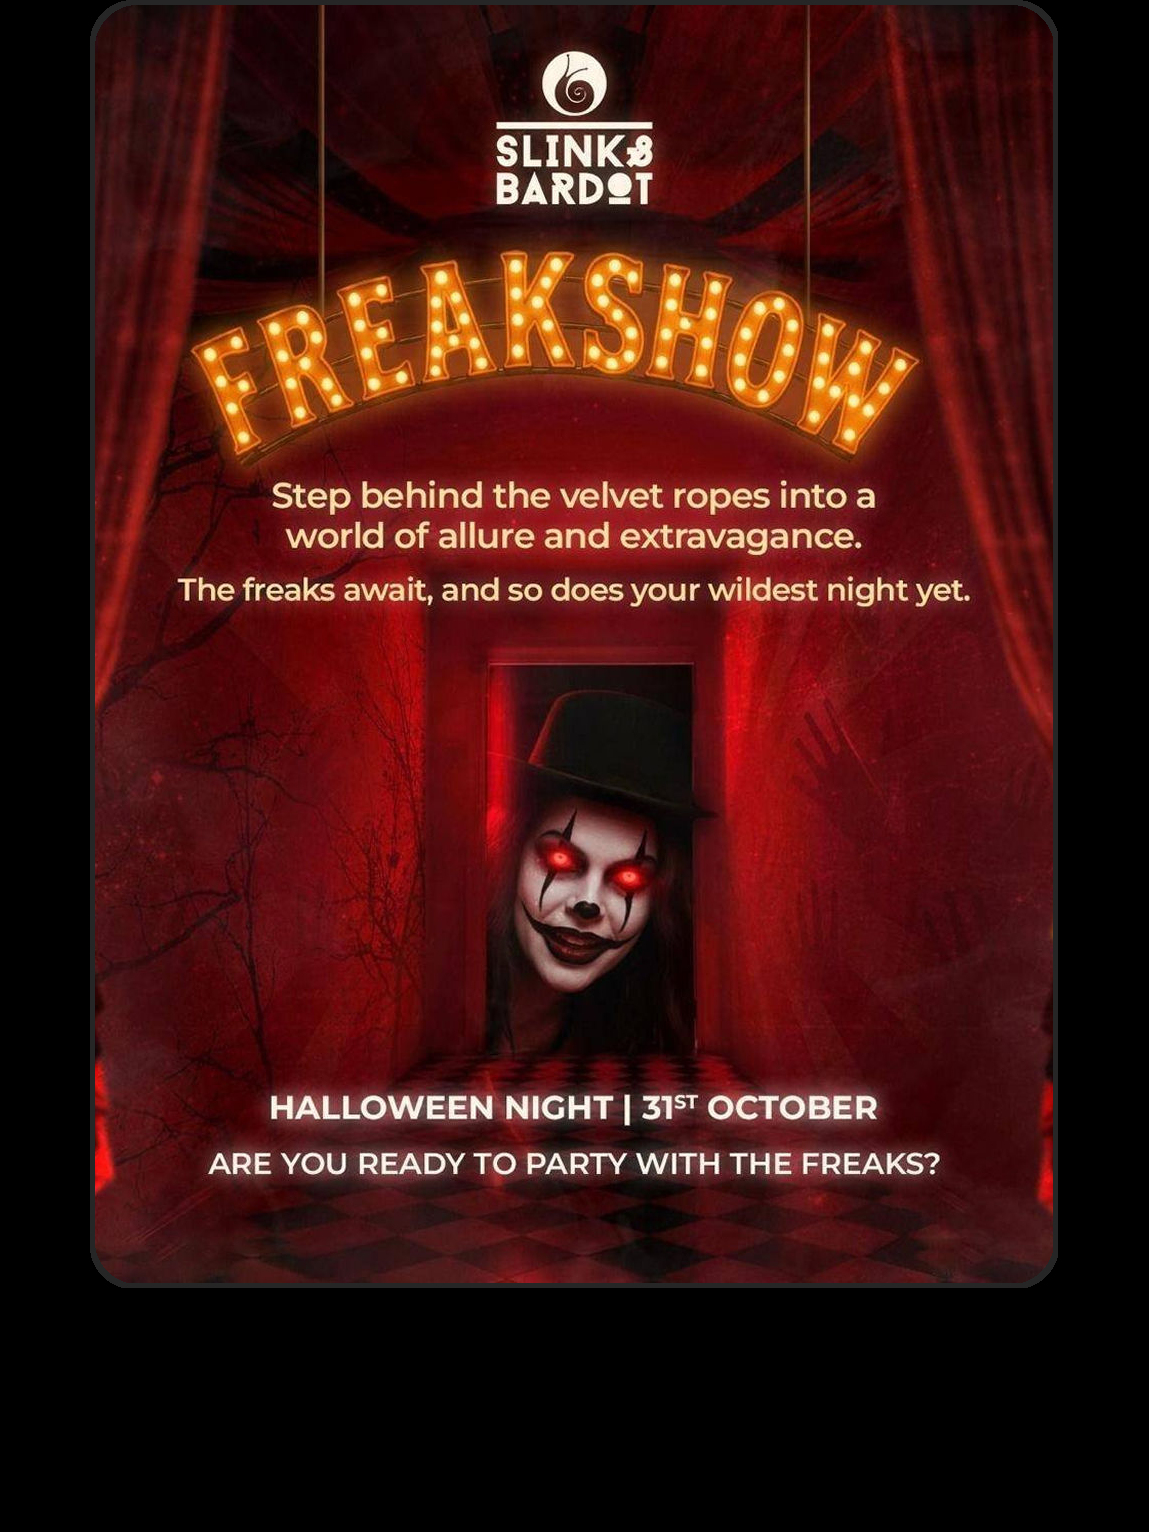 SLINK&
BARDOT
FREAKSHOW
Step behind the velvet ropes into a
world of allure and extravagance.
The freaks await, and so does your wildest night yet.
HALLOWEEN NIGHT | 31ST OCTOBER
ARE YOU READY TO PARTY WITH THE FREAKS?